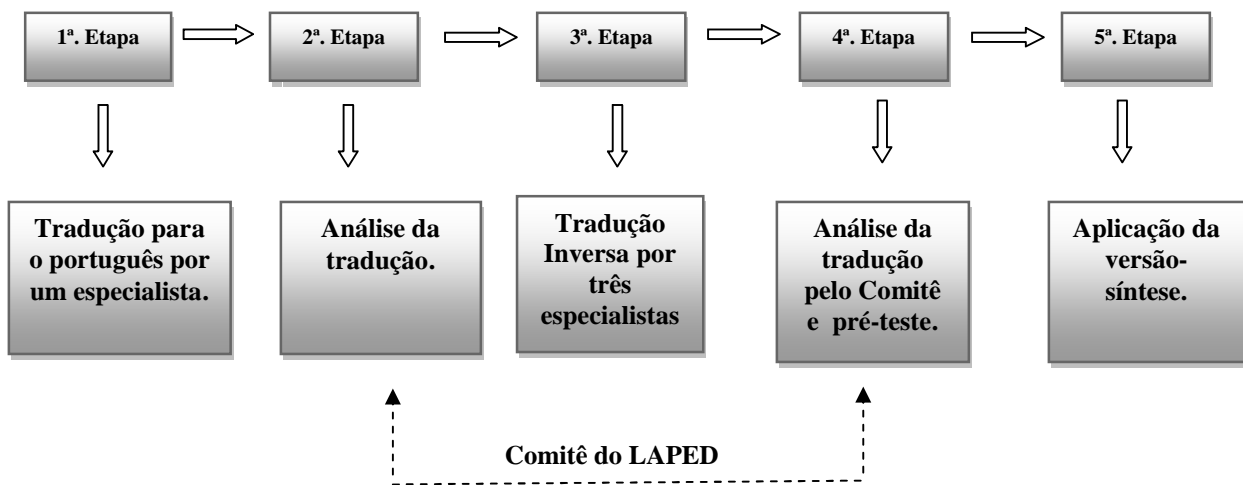 1ª. Etapa
2ª. Etapa
3ª. Etapa
4ª. Etapa
5ª. Etapa
Tradução para
o português por
um especialista.
Análise da
tradução.
Tradução
Inversa por
três
especialistas
Análise da
tradução
pelo Comitê
e pré-teste.
Aplicação da
versão-
síntese.
Comitê do LAPED